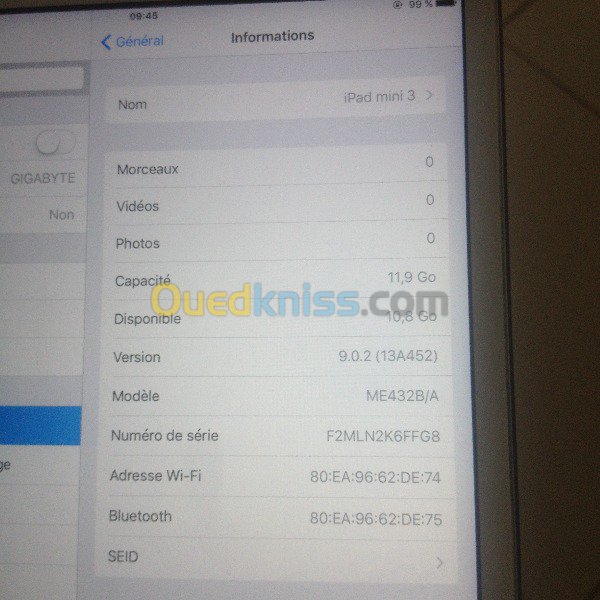 09:45
99 %
Général
Informations
Nom iPad mini 3
GIGABYTE
Non
Morceaux 0
Vidéos 0
Photos 0
Capacité 11,9 Go
Ouedkniss.com
Disponible 10,8 Go
Version 9.0.2 (13A452)
Modèle ME432B/A
Numéro de série F2MLN2K6FFG8
ge
Adresse Wi-Fi 80:EA:96:62:DE:74
Bluetooth 80:EA:96:62:DE:75
SEID